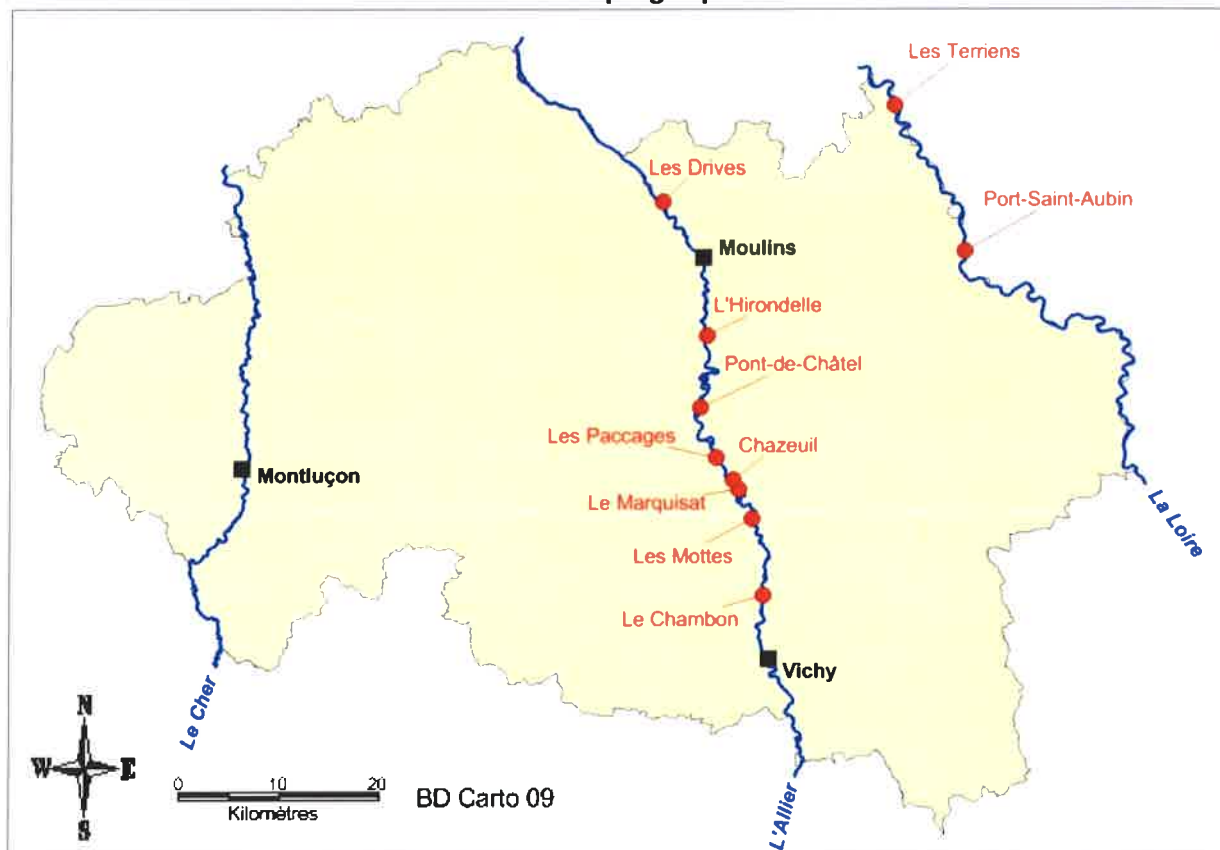 Les Terriens
Les Drives
Port-Saint-Aubin
Moulins
L'Hirondelle
Pont-de-Châtel
Les Paccages
Chazeuil
Montluçon
Le Marquisat
La Loire
Les Mottes
Le Chambon
Vichy
Le Cher
N
W E
S
0 10 20
Kilomètres
BD Carto 09
L'Allier